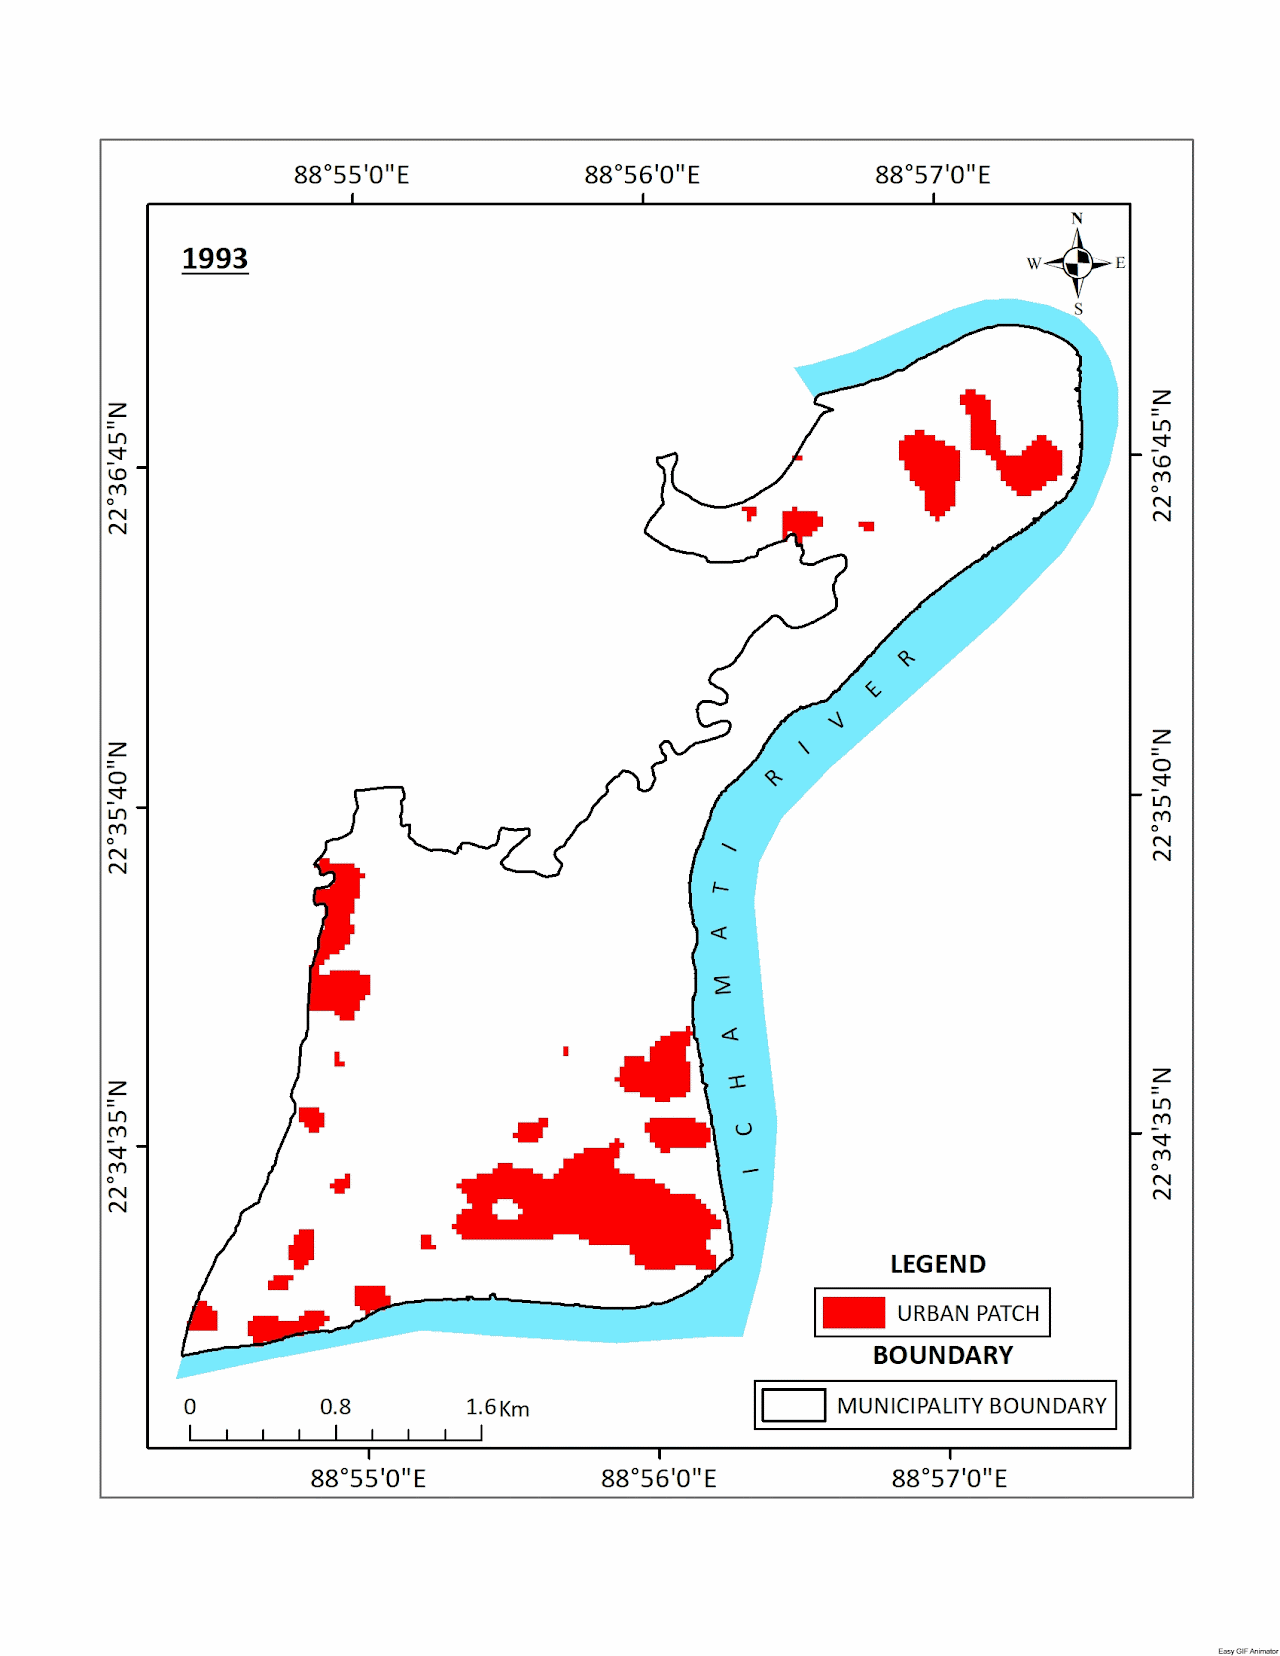 88°55'0"E 88°56'0"E 88°57'0"E
1993
N
W E
S
22°36'45"N
22°36'45"N
22°35'40"N
22°35'40"N
22°34'35"N
22°34'35"N
ICHAMATI RIVER
LEGEND
URBAN PATCH
BOUNDARY
MUNICIPALITY BOUNDARY
0 0.8 1.6 Km
88°55'0"E 88°56'0"E 88°57'0"E
Easy GIF Animator